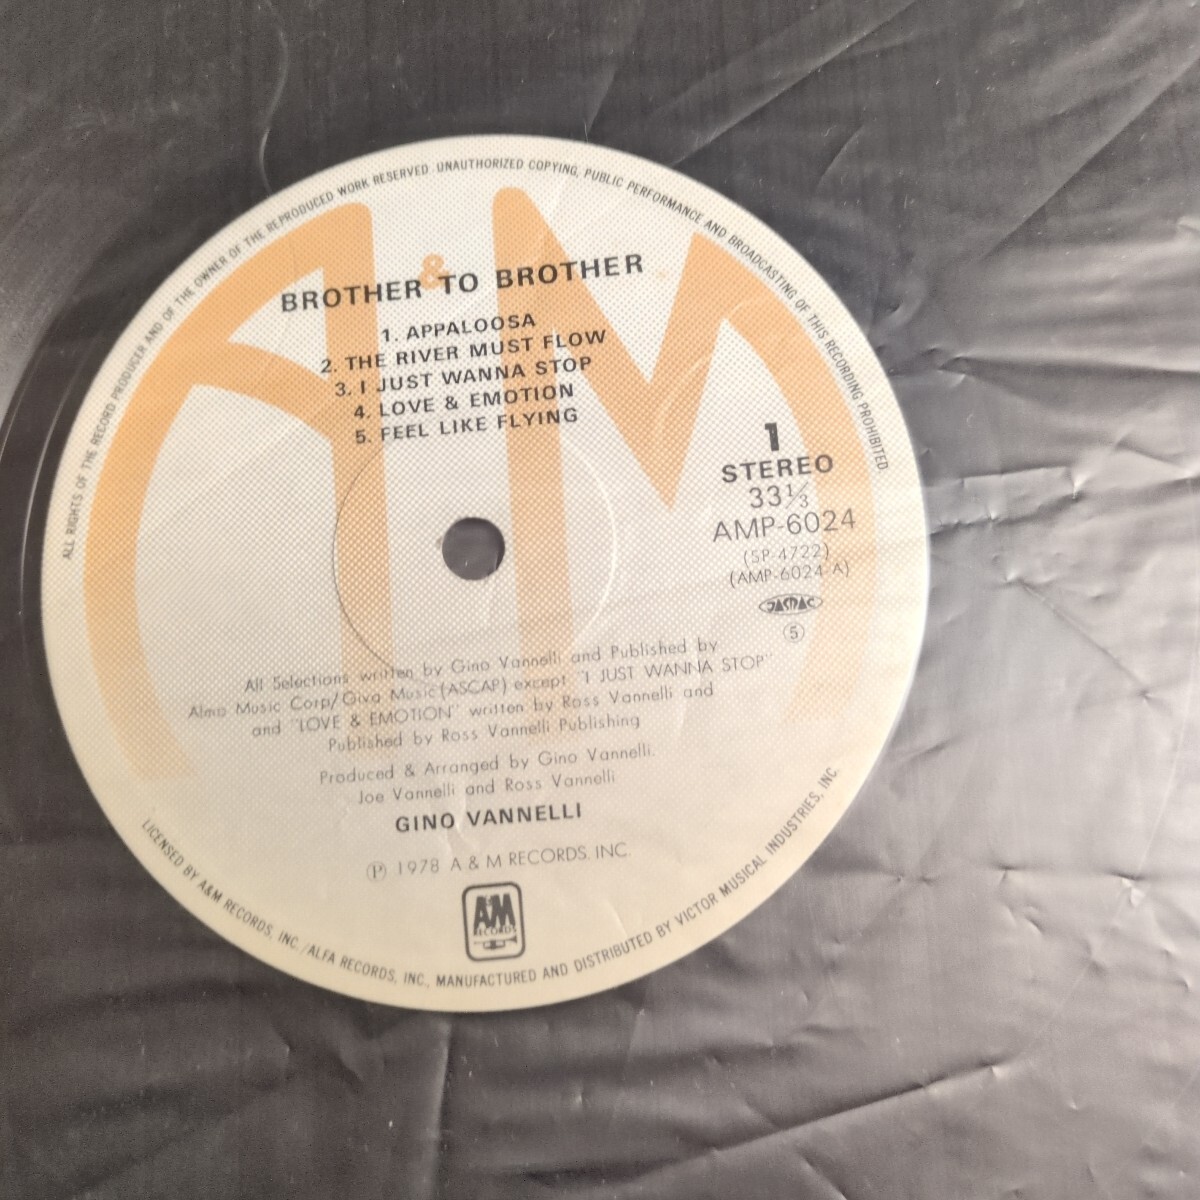 ALL RIGHTS OF THE RECORD PRODUCER AND OF THE OWNER OF THE REPRODUCED WORK RESERVED. UNAUTHORIZED COPYING, PUBLIC PERFORMANCE AND BROADCASTING OF THIS RECORDING PROHIBITED.
A&M
BROTHER TO BROTHER
1. APPALOOSA
2. THE RIVER MUST FLOW
3. I JUST WANNA STOP
4. LOVE & EMOTION
5. FEEL LIKE FLYING
1
STEREO
33⅓
AMP-6024
(SP-4722)
(AMP-6024-A)
JASRAC
⑤
All Selections written by Gino Vannelli and Published by
Almo Music Corp/Giva Music(ASCAP) except "I JUST WANNA STOP"
and "LOVE & EMOTION" written by Ross Vannelli and
Published by Ross Vannelli Publishing
Produced & Arranged by Gino Vannelli.
Joe Vannelli and Ross Vannelli
GINO VANNELLI
℗ 1978 A & M RECORDS. INC.
A&M
RECORDS
LICENSED BY A&M RECORDS, INC./ALFA RECORDS, INC., MANUFACTURED AND DISTRIBUTED BY VICTOR MUSICAL INDUSTRIES, INC.